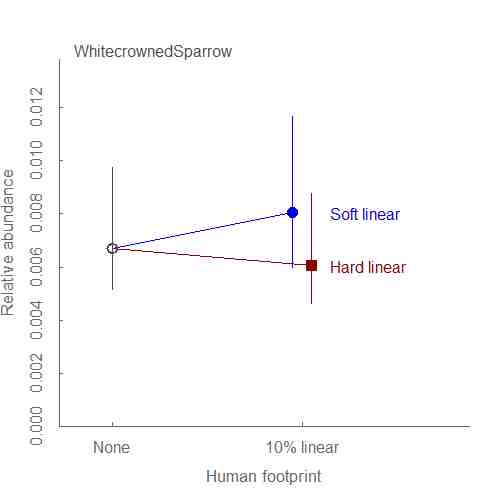 WhitecrownedSparrow
Relative abundance
0.012
0.010
0.008
0.006
0.004
0.002
0.000
Soft linear
Hard linear
None
10% linear
Human footprint